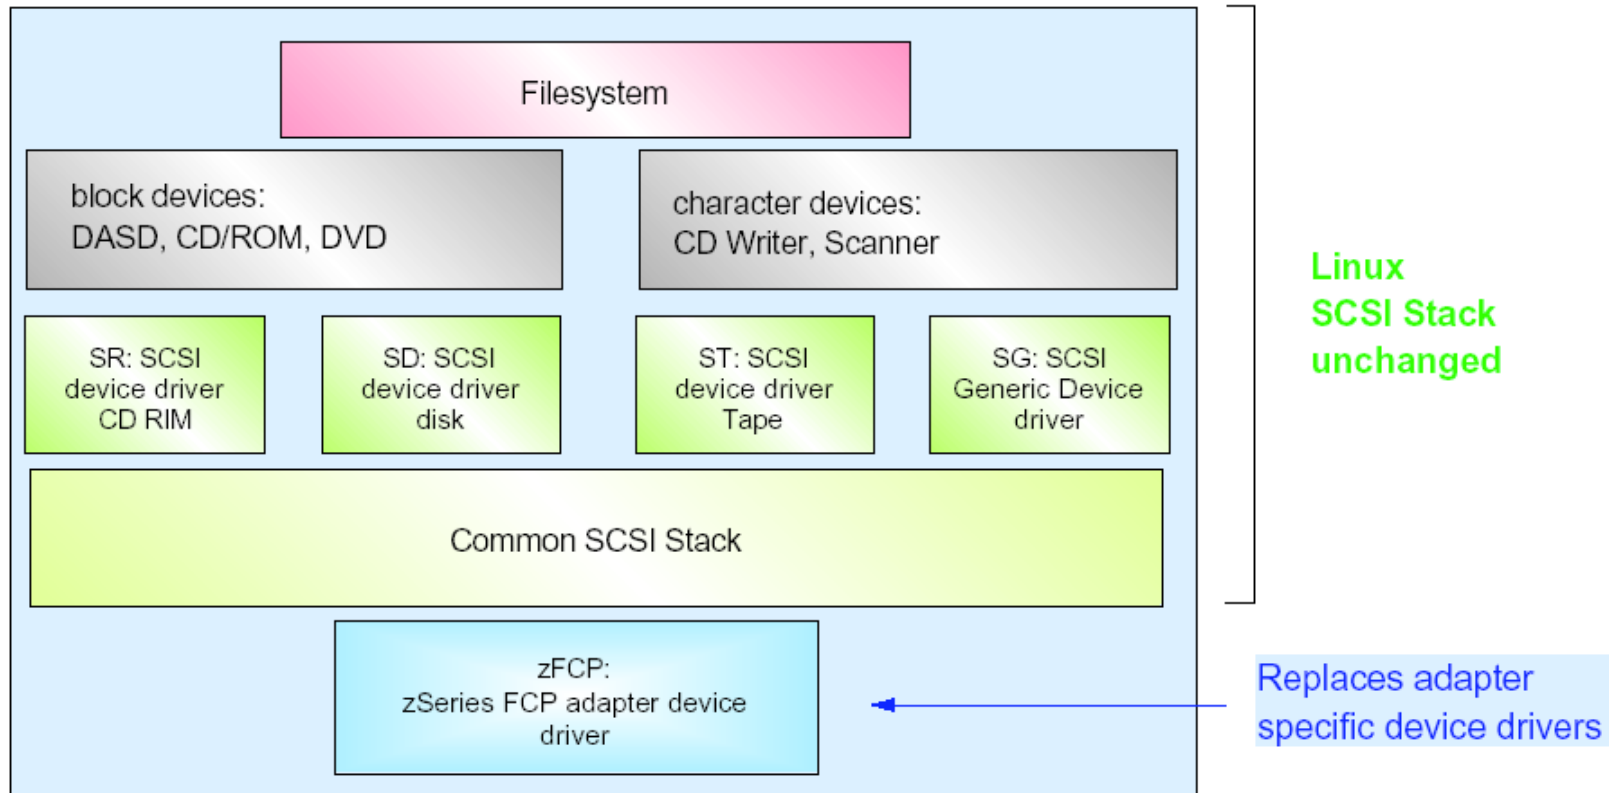 Filesystem
block devices:
DASD, CD/ROM, DVD
character devices:
CD Writer, Scanner
SR: SCSI
device driver
CD RIM
SD: SCSI
device driver
disk
ST: SCSI
device driver
Tape
SG: SCSI
Generic Device
driver
Common SCSI Stack
zFCP:
zSeries FCP adapter device
driver
Linux
SCSI Stack
unchanged
Replaces adapter
specific device drivers